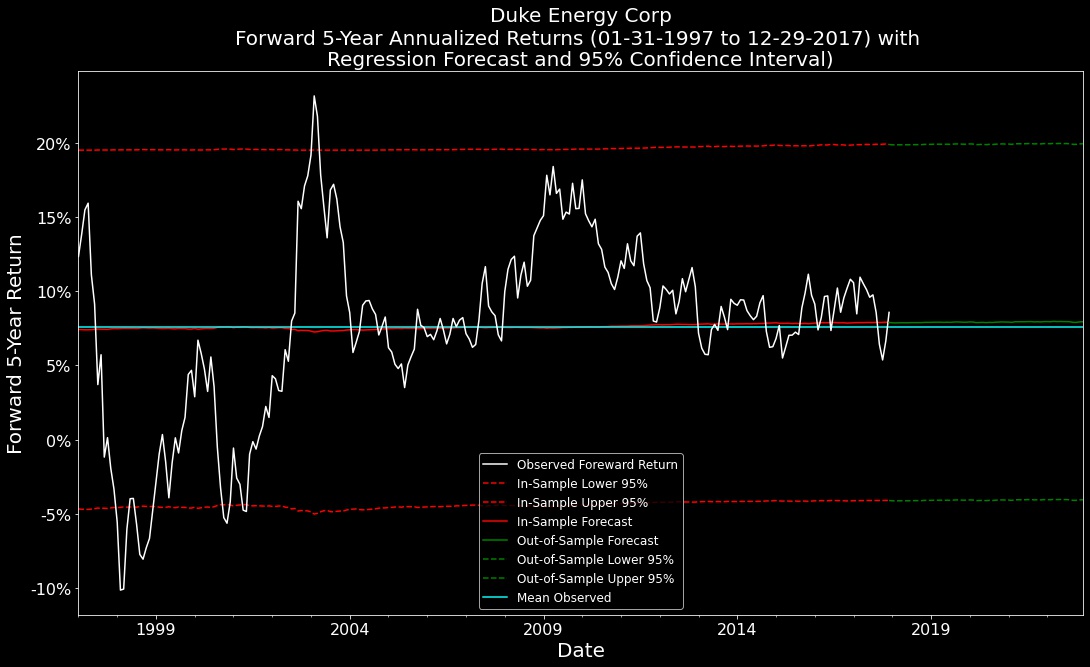 Duke Energy Corp
Forward 5-Year Annualized Returns (01-31-1997 to 12-29-2017) with
Regression Forecast and 95% Confidence Interval)
20%
15%
10%
5%
0%
-5%
-10%
Forward 5-Year Return
Observed Foreward Return
In-Sample Lower 95%
In-Sample Upper 95%
In-Sample Forecast
Out-of-Sample Forecast
Out-of-Sample Lower 95%
Out-of-Sample Upper 95%
Mean Observed
1999 2004 2009 2014 2019
Date